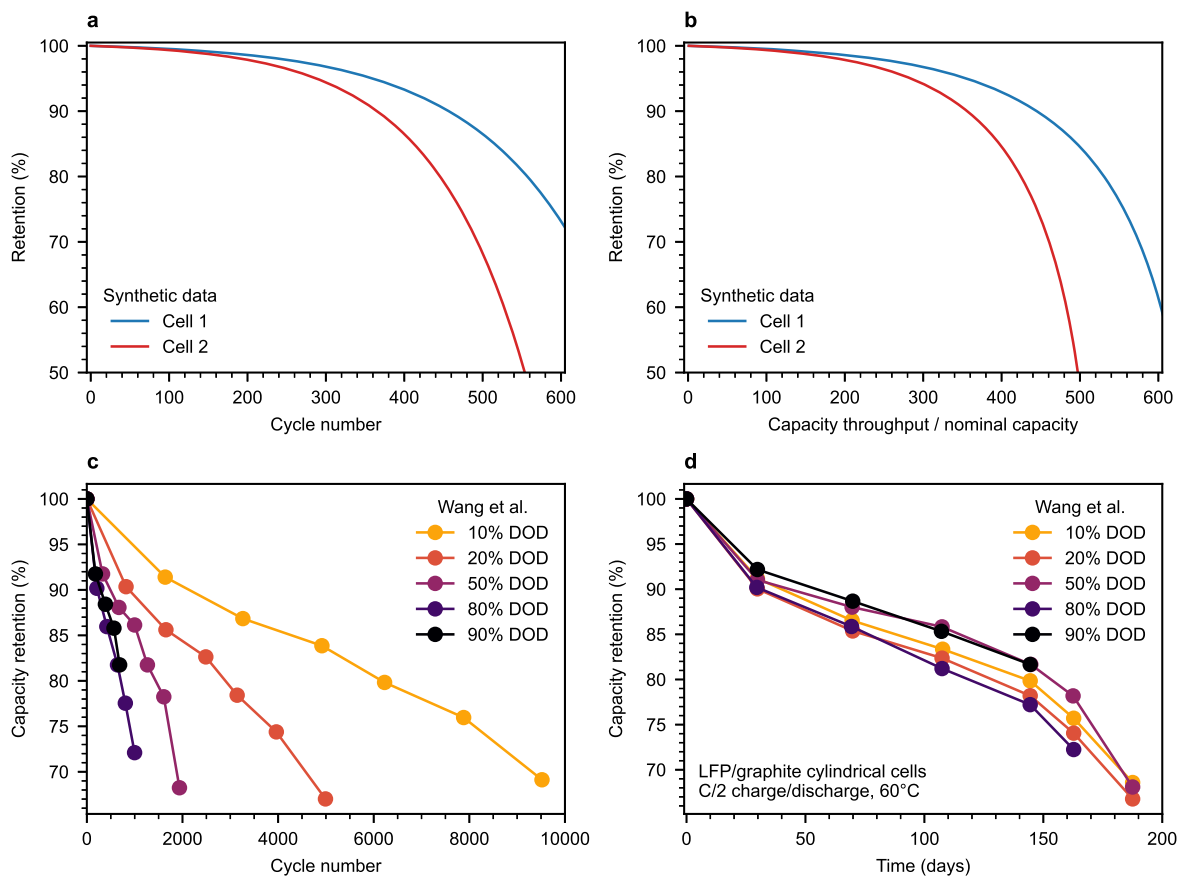 a
100
90
80
70
60
50
Retention (%)
Synthetic data
Cell 1
Cell 2
0 100 200 300 400 500 600
Cycle number
b
100
90
80
70
60
50
Retention (%)
Synthetic data
Cell 1
Cell 2
0 100 200 300 400 500 600
Capacity throughput / nominal capacity
c
100
95
90
85
80
75
70
Capacity retention (%)
Wang et al.
10% DOD
20% DOD
50% DOD
80% DOD
90% DOD
0 2000 4000 6000 8000 10000
Cycle number
d
100
95
90
85
80
75
70
Capacity retention (%)
Wang et al.
10% DOD
20% DOD
50% DOD
80% DOD
90% DOD
LFP/graphite cylindrical cells
C/2 charge/discharge, 60°C
0 50 100 150 200
Time (days)